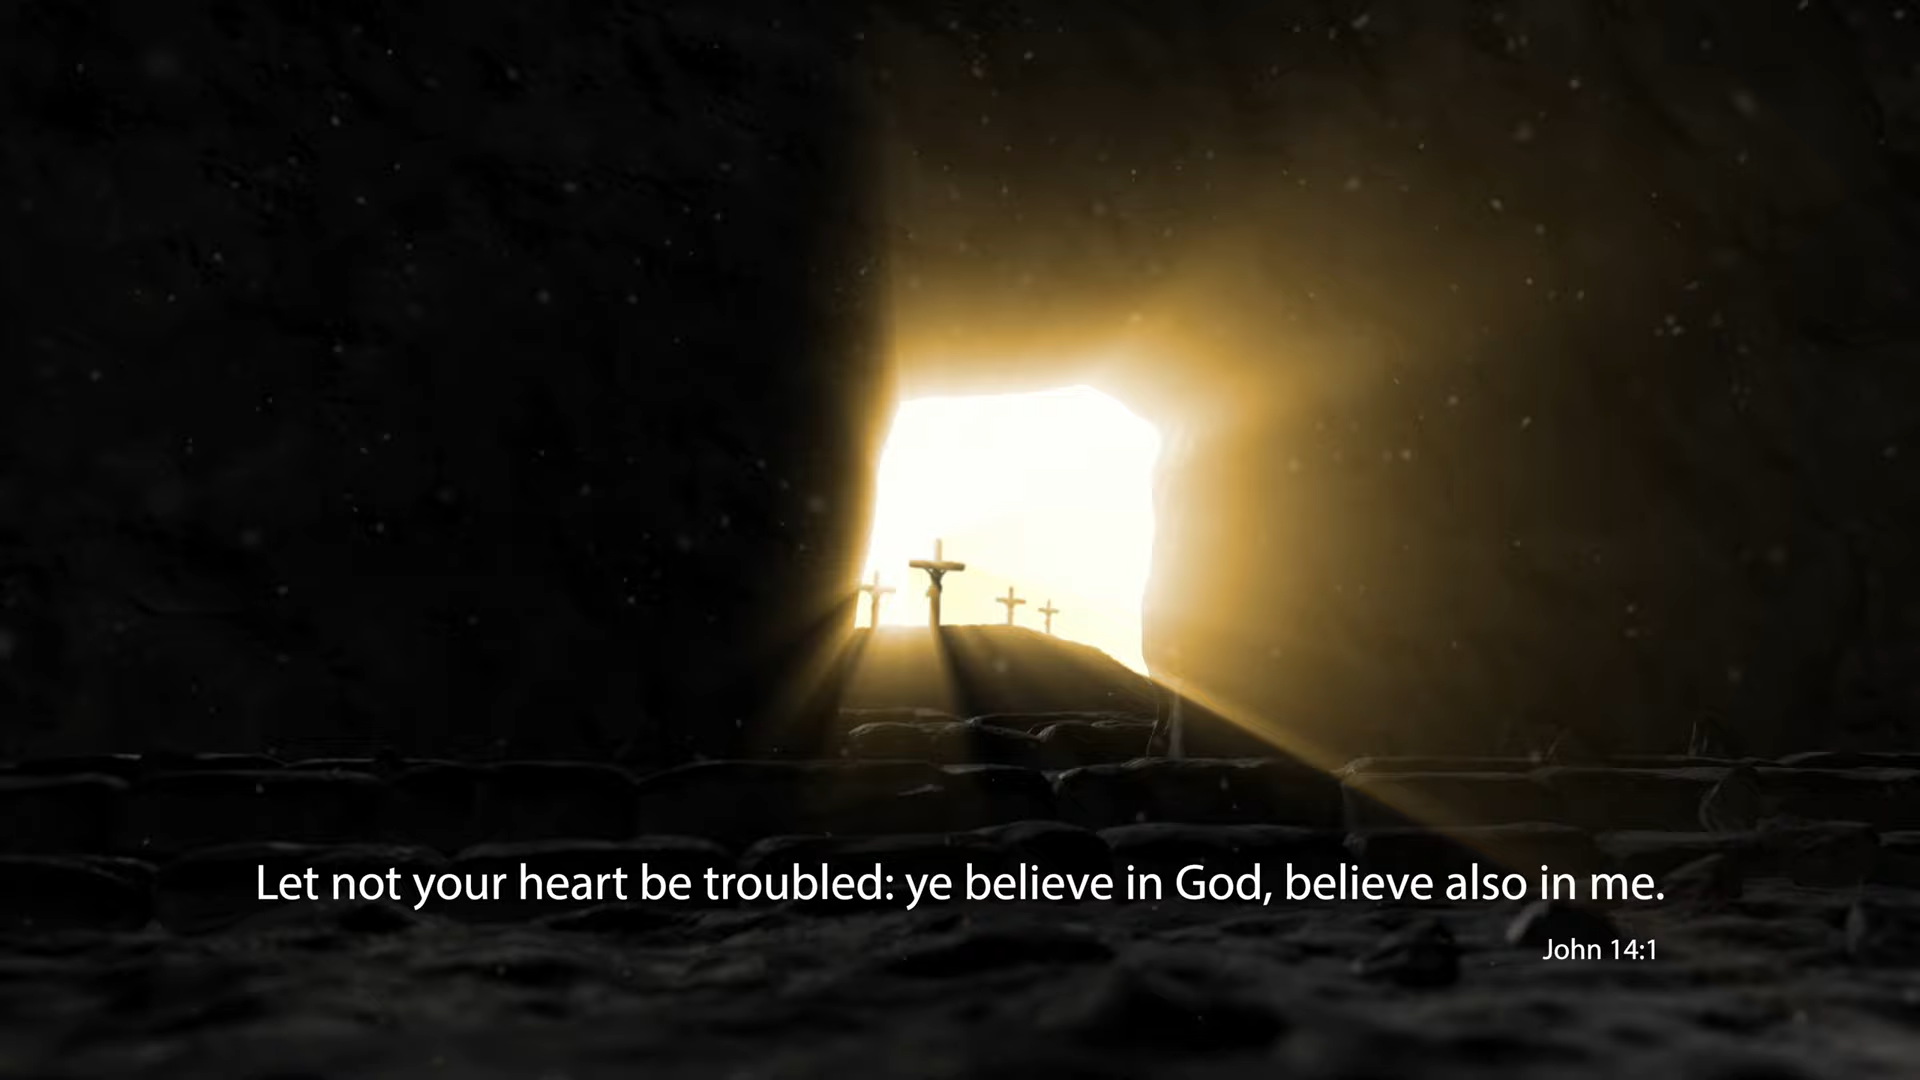 Let not your heart be troubled: ye believe in God, believe also in me.
John 14:1